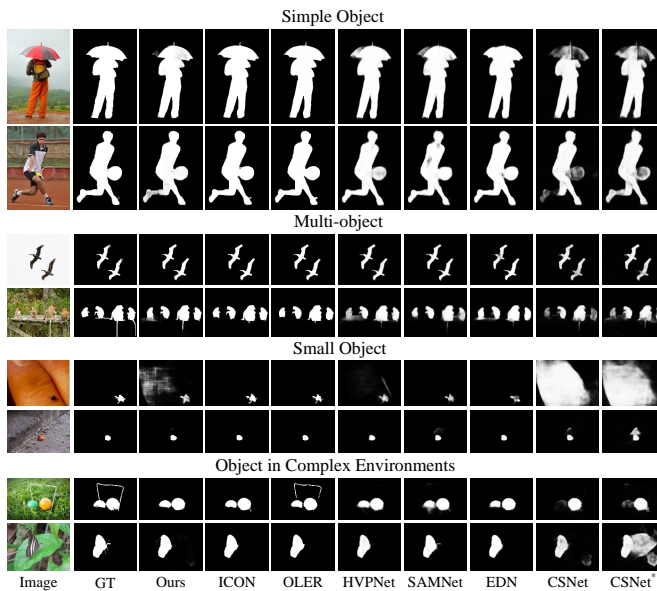 Simple Object
Multi-object
Small Object
Object in Complex Environments
Image GT Ours ICON OLER HVPNet SAMNet EDN CSNet CSNet*